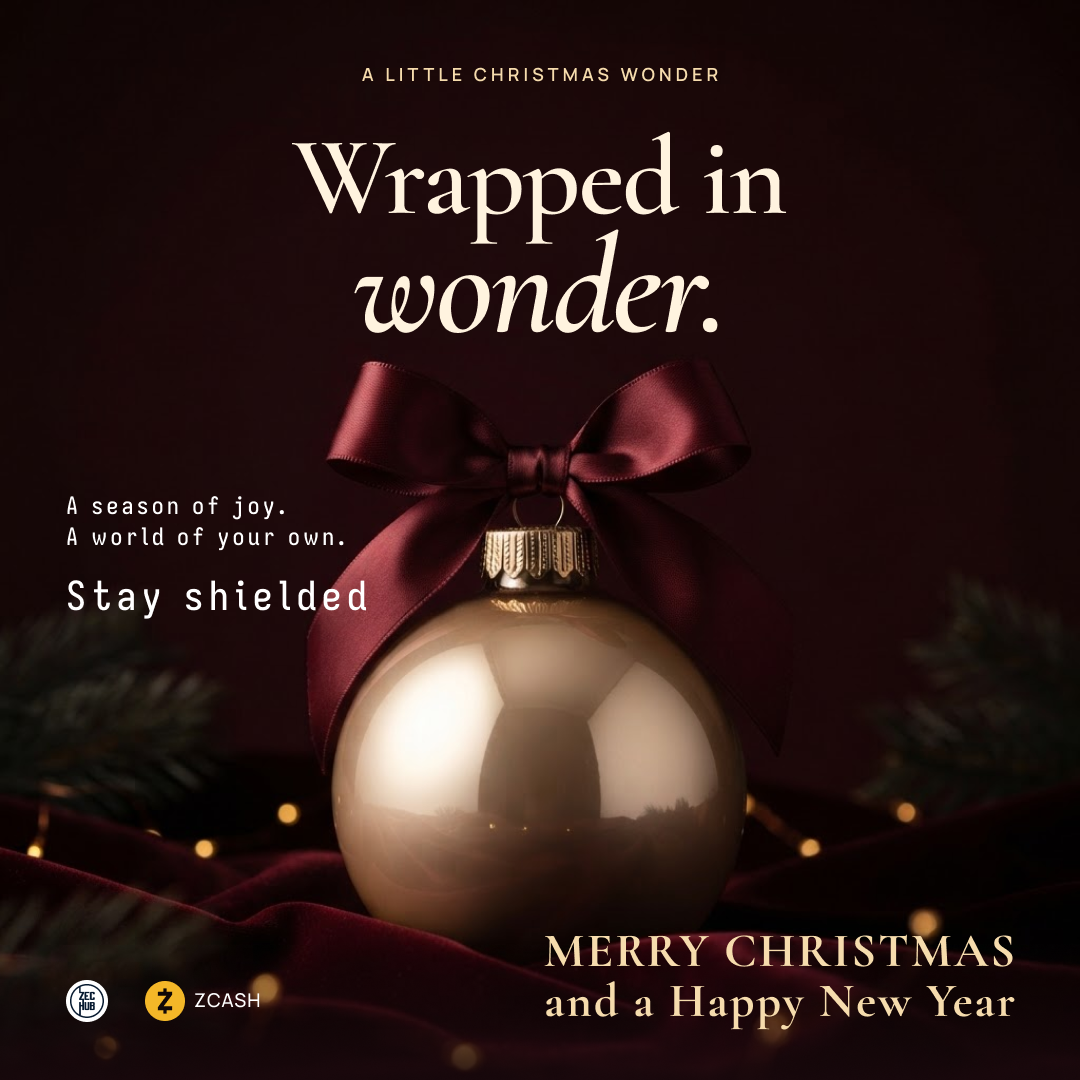 A LITTLE CHRISTMAS WONDER
Wrapped in
wonder.
A season of joy.
A world of your own.
Stay shielded
MERRY CHRISTMAS
and a Happy New Year
ZEC
HUB
ZCASH